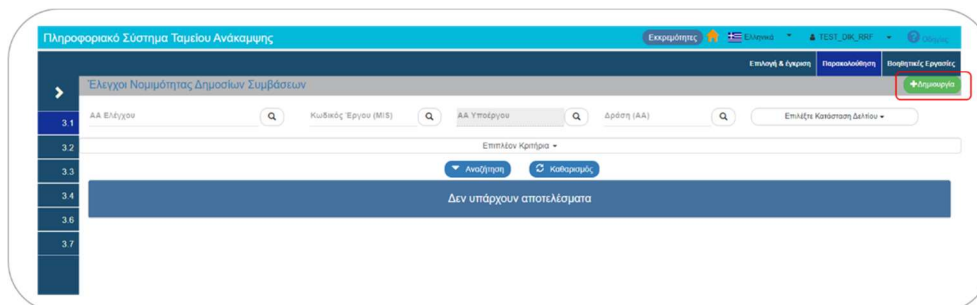 Πληροφοριακό Σύστημα Ταμείου Ανάκαμψης Εκκρεμότητες Ελληνικά TEST_DIK_RRF Οδηγίες
Επιλογή & έγκριση Παρακολούθηση Βοηθητικές Εργασίες
Έλεγχοι Νομιμότητας Δημοσίων Συμβάσεων +Δημιουργία
3.1 ΑΑ Ελέγχου Κωδικός Έργου (MIS) ΑΑ Υποέργου Δράση (ΑΑ) Επιλέξτε Κατάσταση Δελτίου
3.2 Επιπλέον Κριτήρια
3.3 Αναζήτηση Καθαρισμός
3.4 Δεν υπάρχουν αποτελέσματα
3.6
3.7